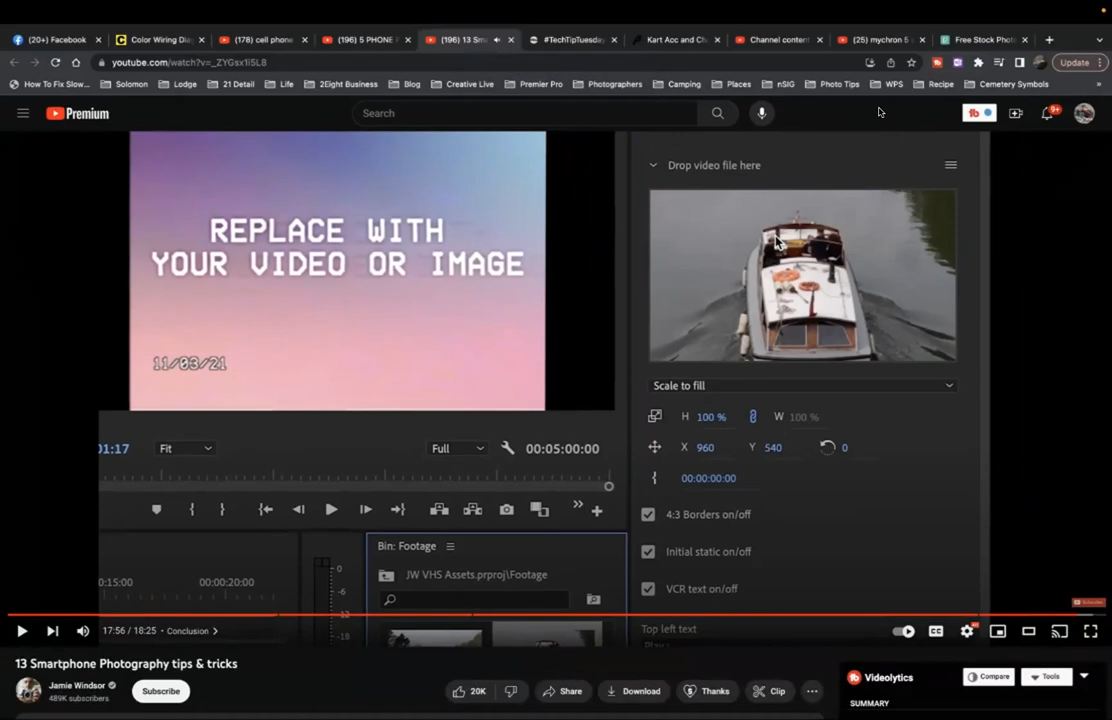 (20+) Facebook
Color Wiring Dia
(178) cell phone
(196) 5 PHONE P
(196) 13 Sma
#TechTipTuesday
Kart Acc and Ch
Channel content
(25) mychron 5
Free Stock Photo
youtube.com/watch?v=_ZYGsx1i5L8
Update
How To Fix Slow...
Solomon
Lodge
21 Detail
Life
2Eight Business
Blog
Creative Live
Premier Pro
Photographers
Camping
Places
nSIG
Photo Tips
WPS
Recipe
Cemetery Symbols
Premium
Search
9+
Drop video file here
REPLACE WITH
YOUR VIDEO OR IMAGE
11/03/21
Scale to fill
H 100 % W 100 %
X 960 Y 540 0
00:00:00:00
01:17 Fit Full 00:05:00:00
4:3 Borders on/off
Initial static on/off
VCR text on/off
Top left text
Bin: Footage
JW VHS Assets.prproj\Footage
00:15:00 00:00:20:00
0
-6
-12
-18
17:56 / 18:25 • Conclusion
CC
13 Smartphone Photography tips & tricks
Jamie Windsor
489K subscribers
Subscribe
20K
Share
Download
Thanks
Clip
Videolytics
Compare
Tools
SUMMARY